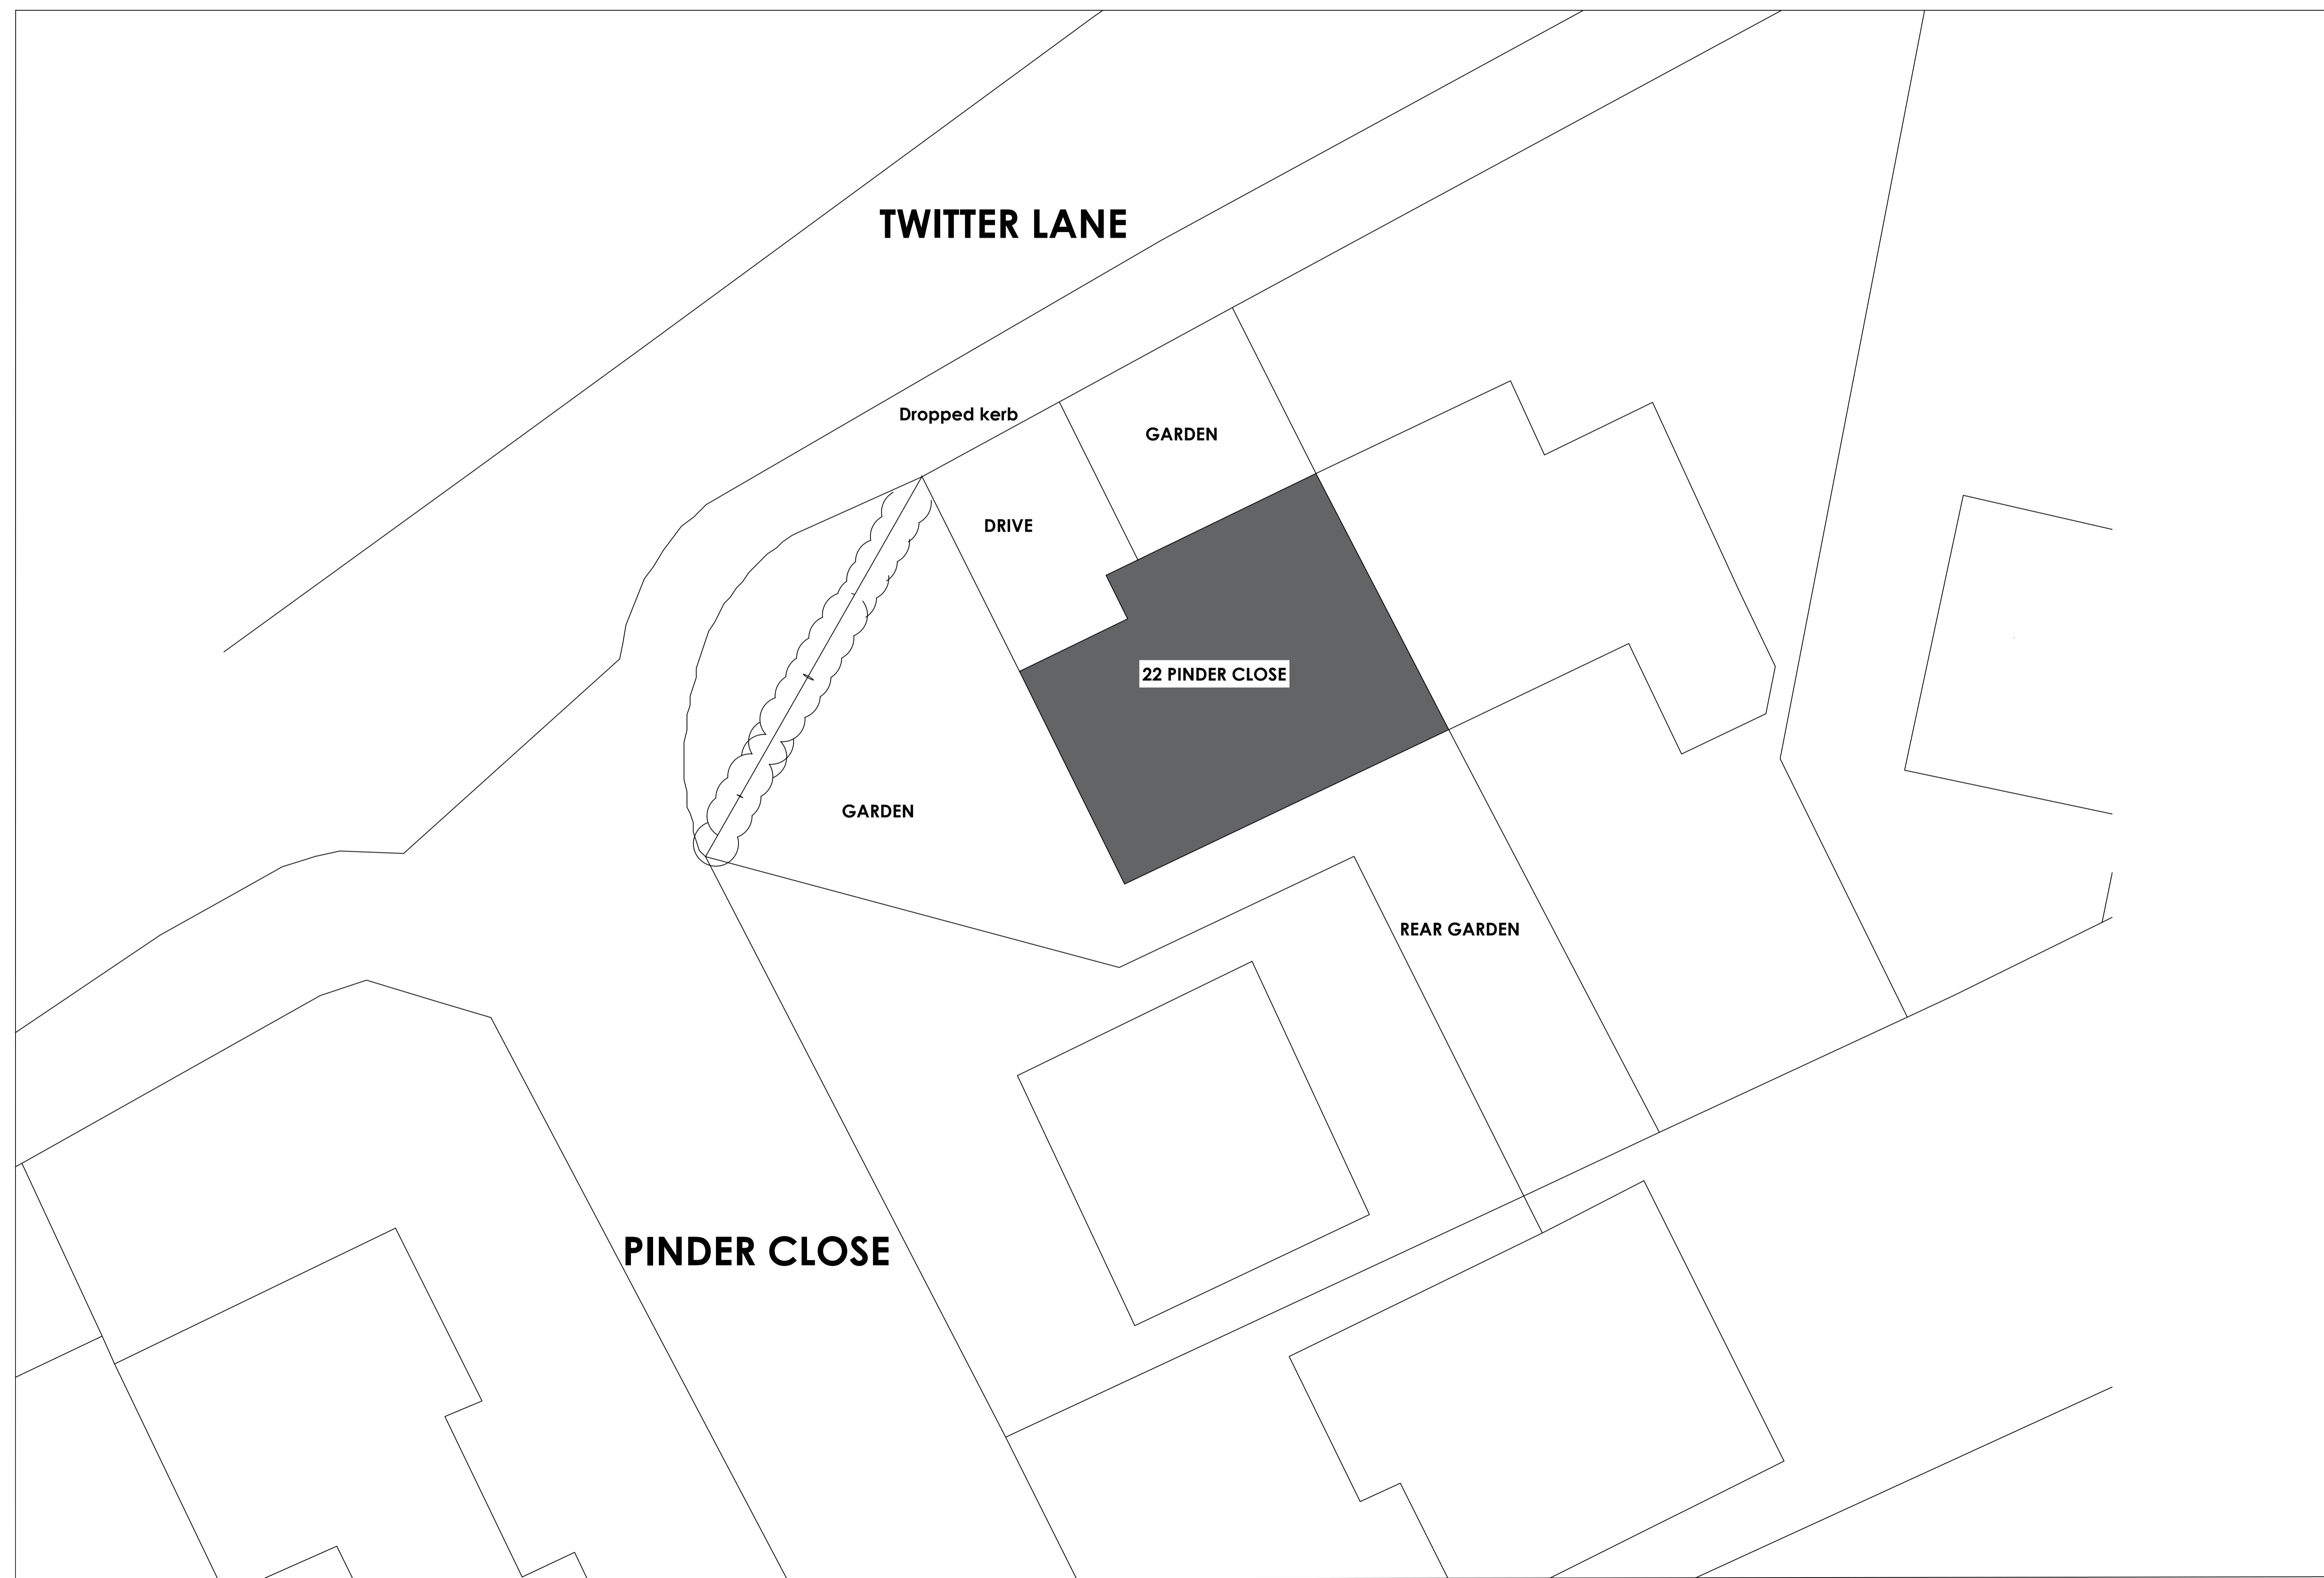 TWITTER LANE
Dropped kerb
GARDEN
DRIVE
22 PINDER CLOSE
GARDEN
REAR GARDEN
PINDER CLOSE